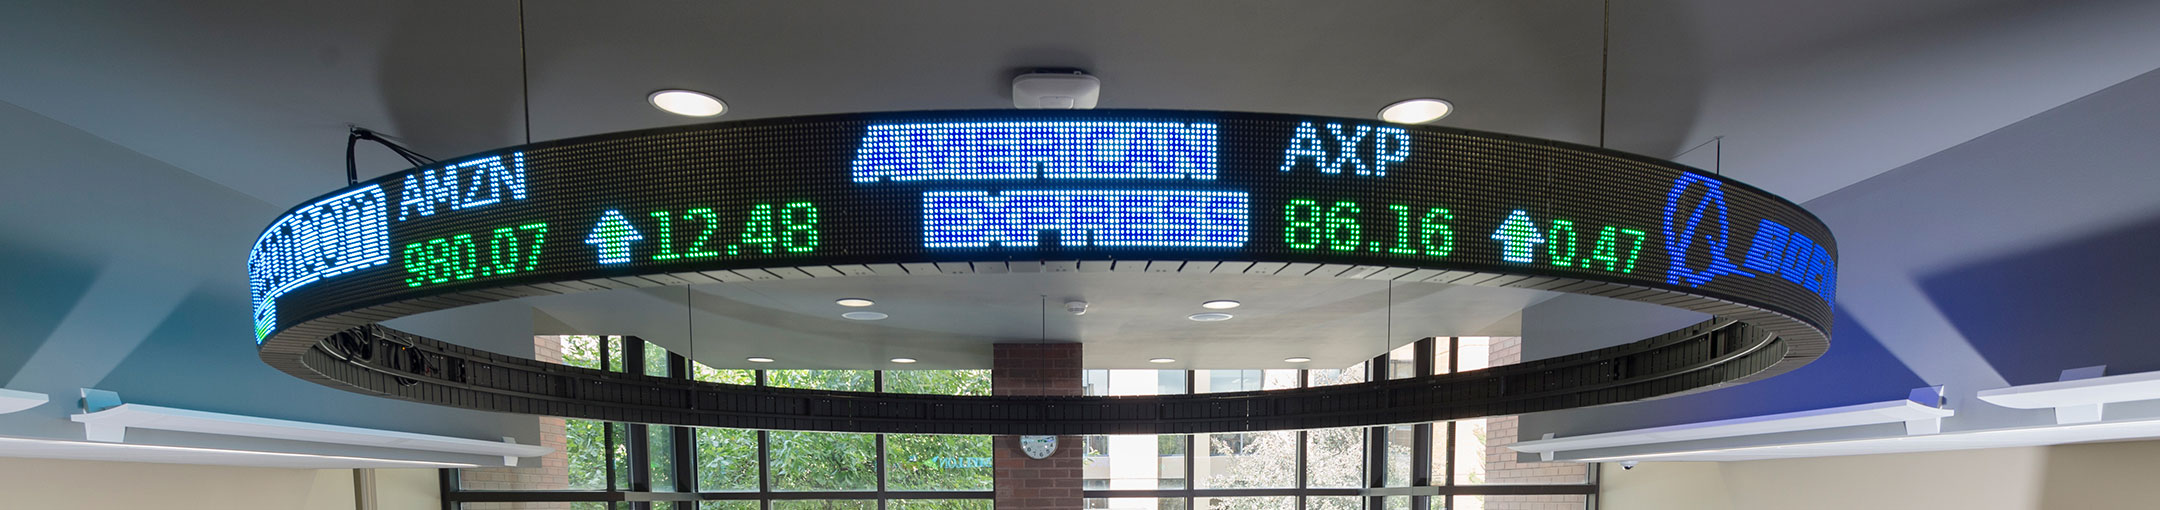 AMZN
980.07 12.48
AMERICAN
EXPRESS
AXP
86.16 0.47